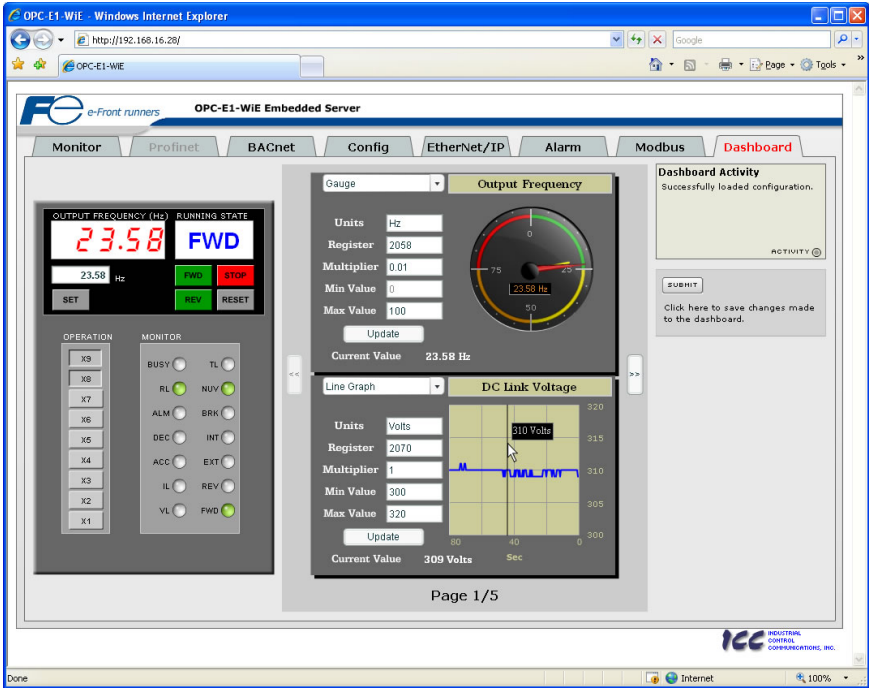 OPC-E1-WiE - Windows Internet Explorer
http://192.168.16.28/
Google
OPC-E1-WiE
Page
Tools
»
Fe e-Front runners
OPC-E1-WiE Embedded Server
Monitor
Profinet
BACnet
Config
EtherNet/IP
Alarm
Modbus
Dashboard
OUTPUT FREQUENCY (Hz)
RUNNING STATE
23.58
FWD
23.58 Hz
FWD
STOP
SET
REV
RESET
OPERATION
X9
X8
X7
X6
X5
X4
X3
X2
X1
MONITOR
BUSY
TL
RL
NUV
ALM
BRK
DEC
INT
ACC
EXT
IL
REV
VL
FWD
<<
Gauge
Output Frequency
Units Hz
Register 2058
Multiplier 0.01
Min Value 0
Max Value 100
Update
Current Value 23.58 Hz
0
75
25
23.58 Hz
50
Line Graph
DC Link Voltage
Units Volts
Register 2070
Multiplier 1
Min Value 300
Max Value 320
Update
Current Value 309 Volts
310 Volts
320
315
310
305
300
80 40 0
Sec
>>
Page 1/5
Dashboard Activity
Successfully loaded configuration.
ACTIVITY
SUBMIT
Click here to save changes made
to the dashboard.
ICC INDUSTRIAL
CONTROL
COMMUNICATIONS, INC.
Done
Internet
100%